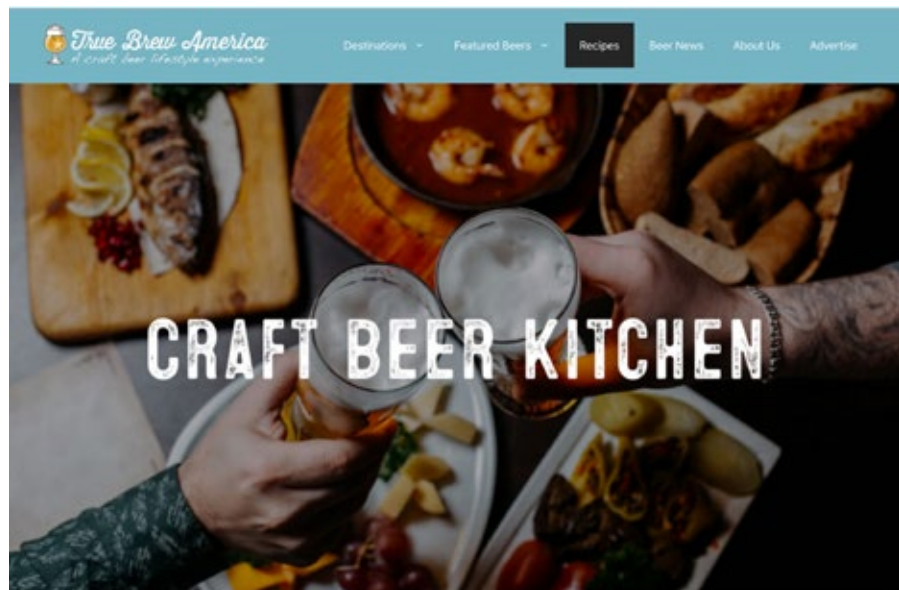 True Brew America
A craft beer lifestyle experience
Destinations
Featured Beers
Recipes
Beer News
About Us
Advertise
CRAFT BEER KITCHEN